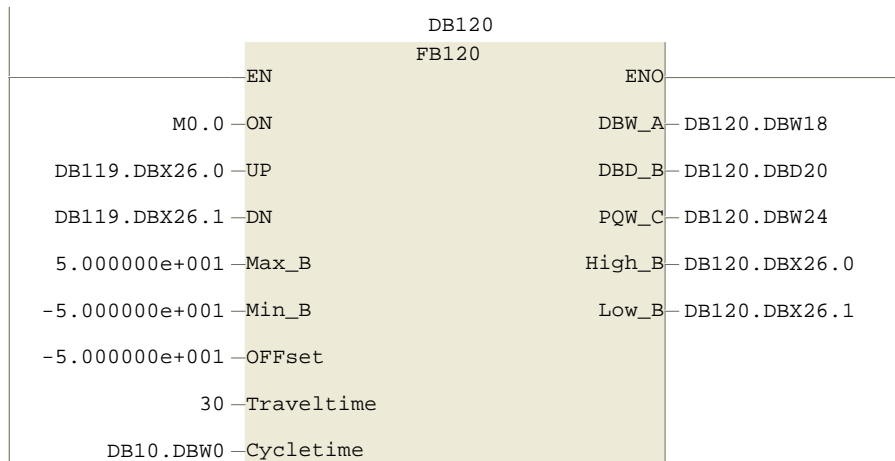 DB120
FB120
EN ENO
M0.0 ON DBW_A DB120.DBW18
DB119.DBX26.0 UP DBD_B DB120.DBD20
DB119.DBX26.1 DN PQW_C DB120.DBW24
5.000000e+001 Max_B High_B DB120.DBX26.0
-5.000000e+001 Min_B Low_B DB120.DBX26.1
-5.000000e+001 OFFset
30 Traveltime
DB10.DBW0 Cycletime